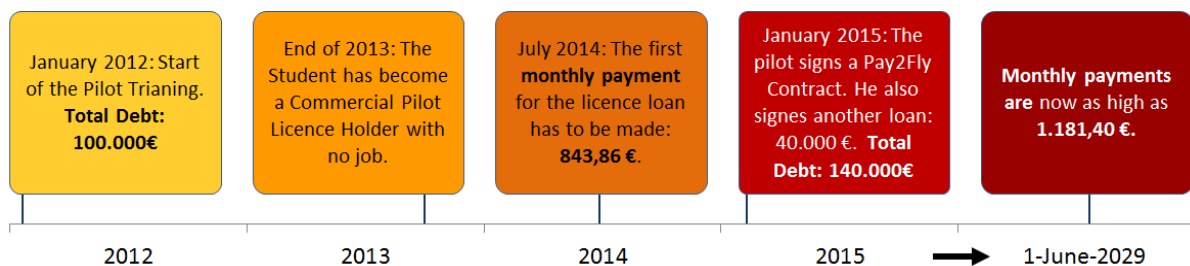 January 2012: Start
of the Pilot Trianing.
Total Debt:
100.000€
End of 2013: The
Student has become
a Commercial Pilot
Licence Holder with
no job.
July 2014: The first
monthly payment
for the licence loan
has to be made:
843,86 €.
January 2015: The
pilot signs a Pay2Fly
Contract. He also
signes another loan:
40.000 €. Total
Debt: 140.000€
Monthly payments
are now as high as
1.181,40 €.
2012
2013
2014
2015
1-June-2029